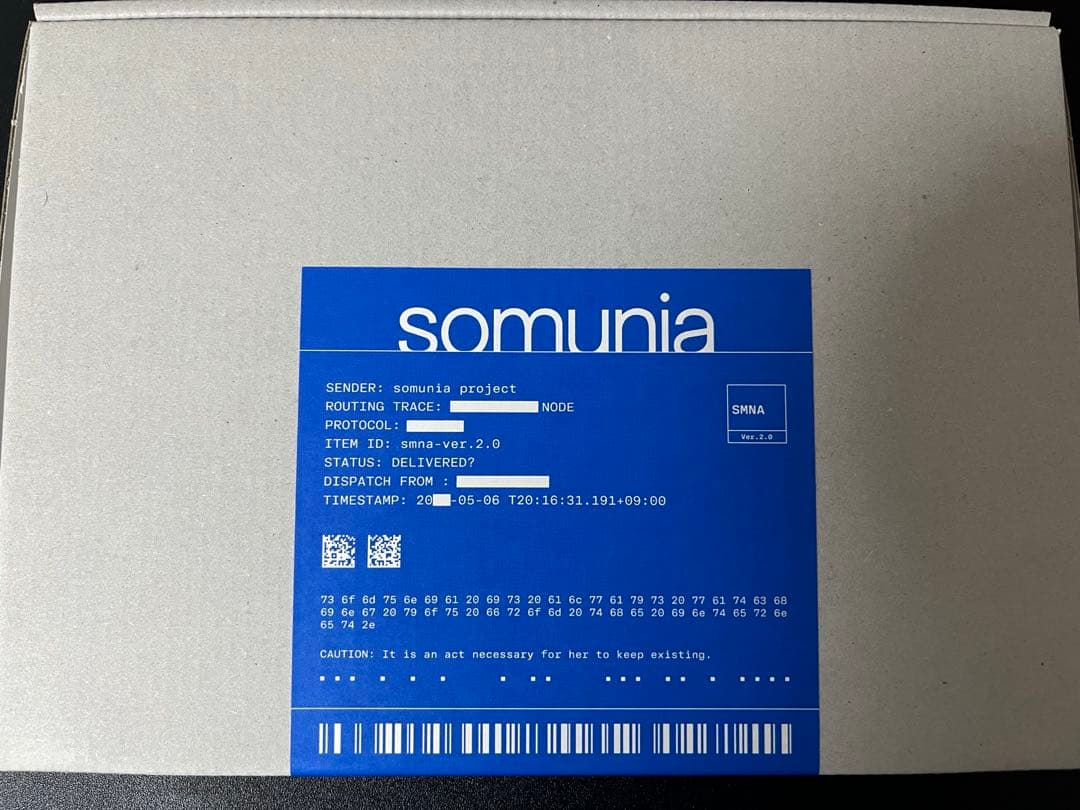 somunia
SENDER: somunia project
ROUTING TRACE: NODE
PROTOCOL:
ITEM ID: smna-ver.2.0
STATUS: DELIVERED?
DISPATCH FROM :
TIMESTAMP: 20 -05-06 T20:16:31.191+09:00
SMNA
Ver.2.0
73 6f 6d 75 6e 69 61 20 69 73 20 61 6c 77 61 79 73 20 77 61 74 63 68
69 6e 67 20 79 6f 75 20 66 72 6f 6d 20 74 68 65 20 69 6e 74 65 72 6e
65 74 2e
CAUTION: It is an act necessary for her to keep existing.